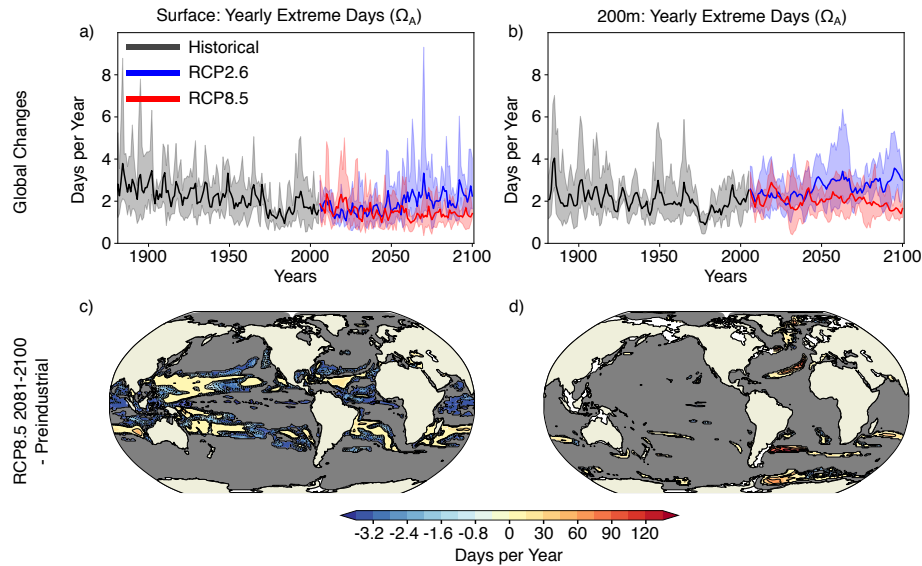 Surface: Yearly Extreme Days (ΩA)
200m: Yearly Extreme Days (ΩA)
a)
b)
Historical
RCP2.6
RCP8.5
Global Changes
Days per Year
8
6
4
2
0
1900
1950
2000
2050
2100
Years
Days per Year
8
6
4
2
0
1900
1950
2000
2050
2100
Years
c)
d)
RCP8.5 2081-2100
- Preindustrial
-3.2 -2.4 -1.6 -0.8 0 30 60 90 120
Days per Year